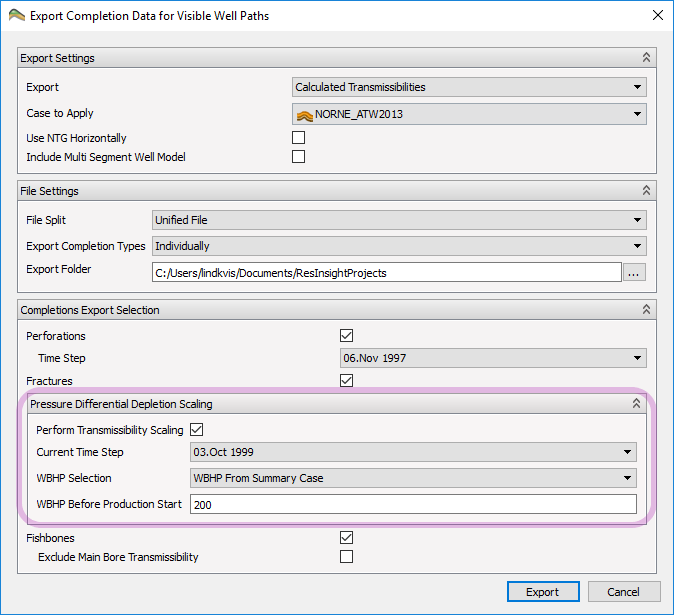 Export Completion Data for Visible Well Paths
Export Settings
Export Calculated Transmissibilities
Case to Apply NORNE_ATW2013
Use NTG Horizontally
Include Multi Segment Well Model
File Settings
File Split Unified File
Export Completion Types Individually
Export Folder C:/Users/lindkvis/Documents/ResInsightProjects ...
Completions Export Selection
Perforations
Time Step 06.Nov 1997
Fractures
Pressure Differential Depletion Scaling
Perform Transmissibility Scaling
Current Time Step 03.Oct 1999
WBHP Selection WBHP From Summary Case
WBHP Before Production Start 200
Fishbones
Exclude Main Bore Transmissibility
Export Cancel